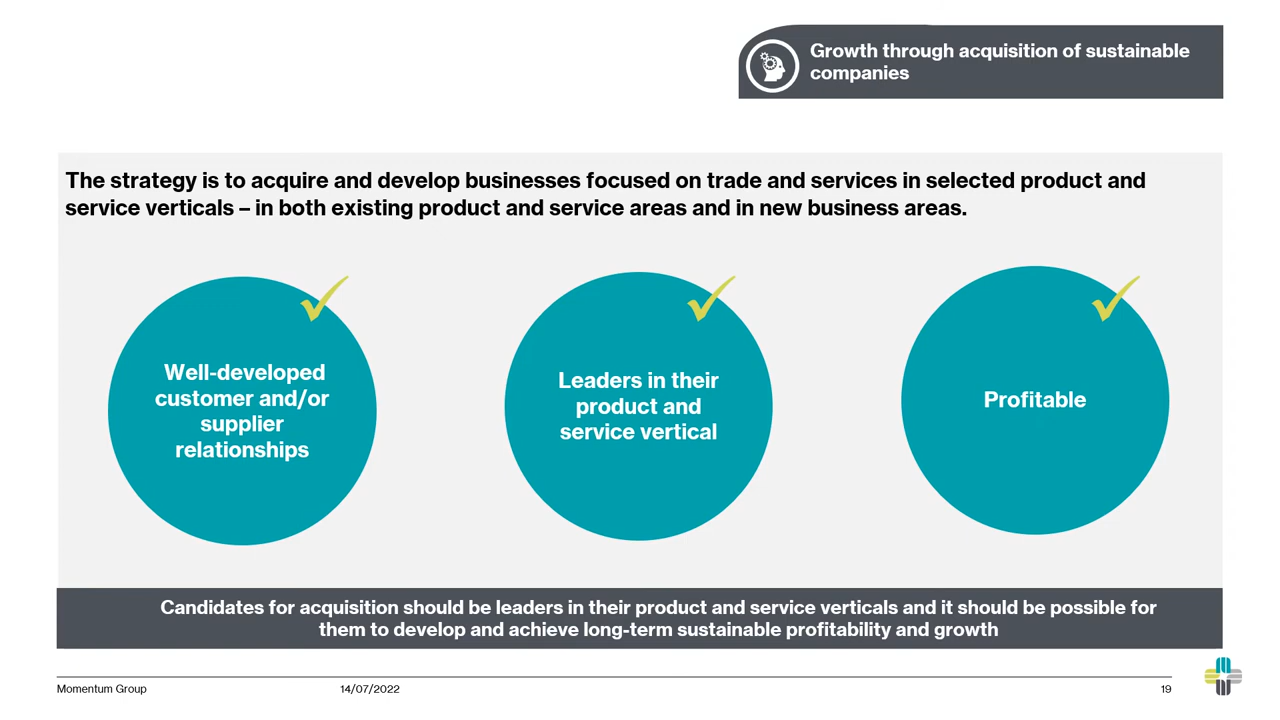 Growth through acquisition of sustainable
companies
The strategy is to acquire and develop businesses focused on trade and services in selected product and
service verticals – in both existing product and service areas and in new business areas.
Well-developed
customer and/or
supplier
relationships
Leaders in their
product and
service vertical
Profitable
Candidates for acquisition should be leaders in their product and service verticals and it should be possible for
them to develop and achieve long-term sustainable profitability and growth
Momentum Group
14/07/2022
19